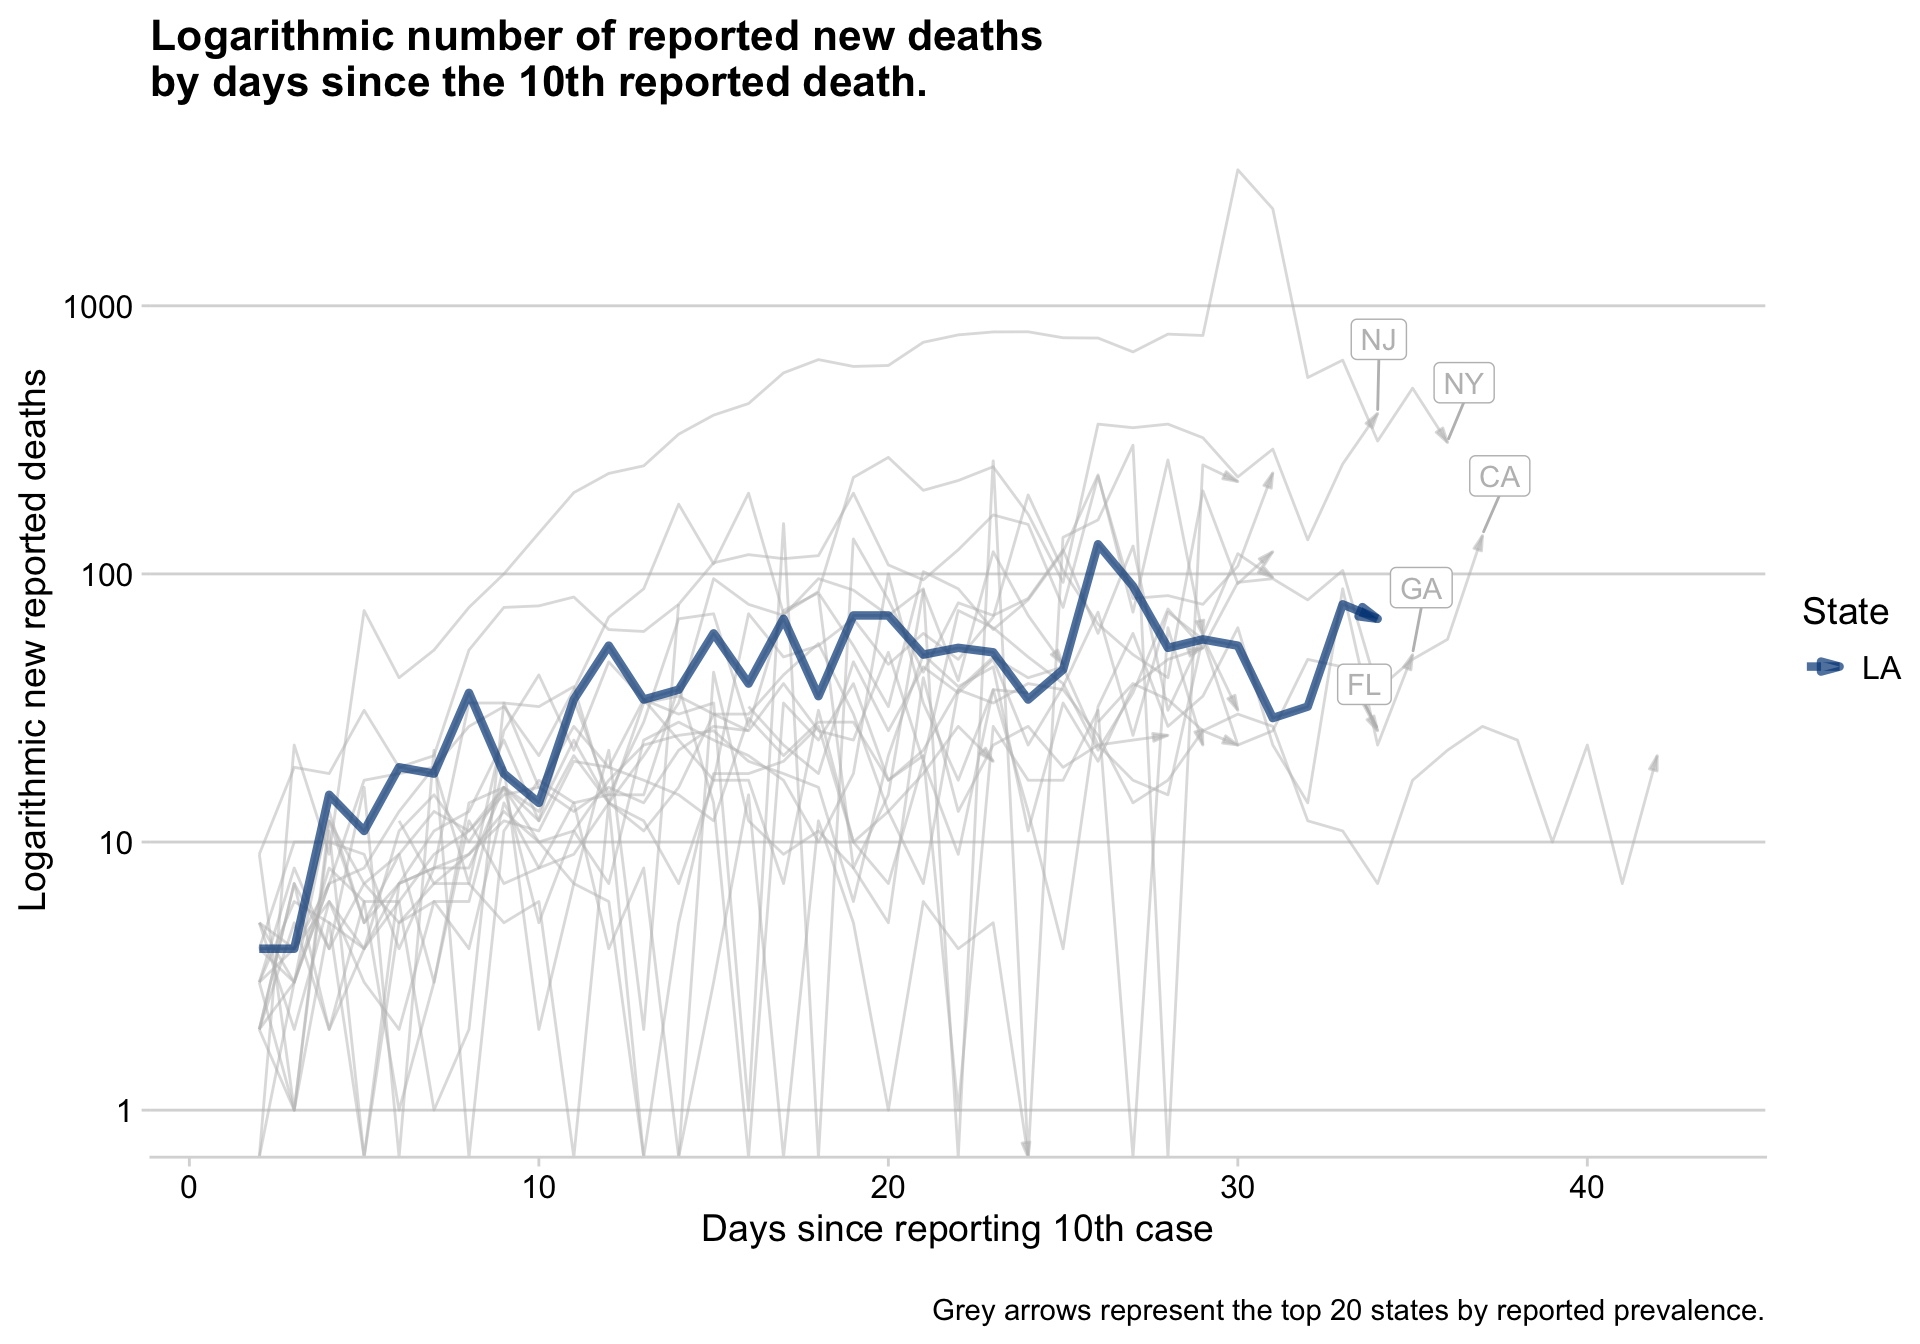 Logarithmic number of reported new deaths
by days since the 10th reported death.
Logarithmic new reported deaths
1000
100
10
1
NJ
NY
CA
GA
FL
State
LA
0 10 20 30 40
Days since reporting 10th case
Grey arrows represent the top 20 states by reported prevalence.